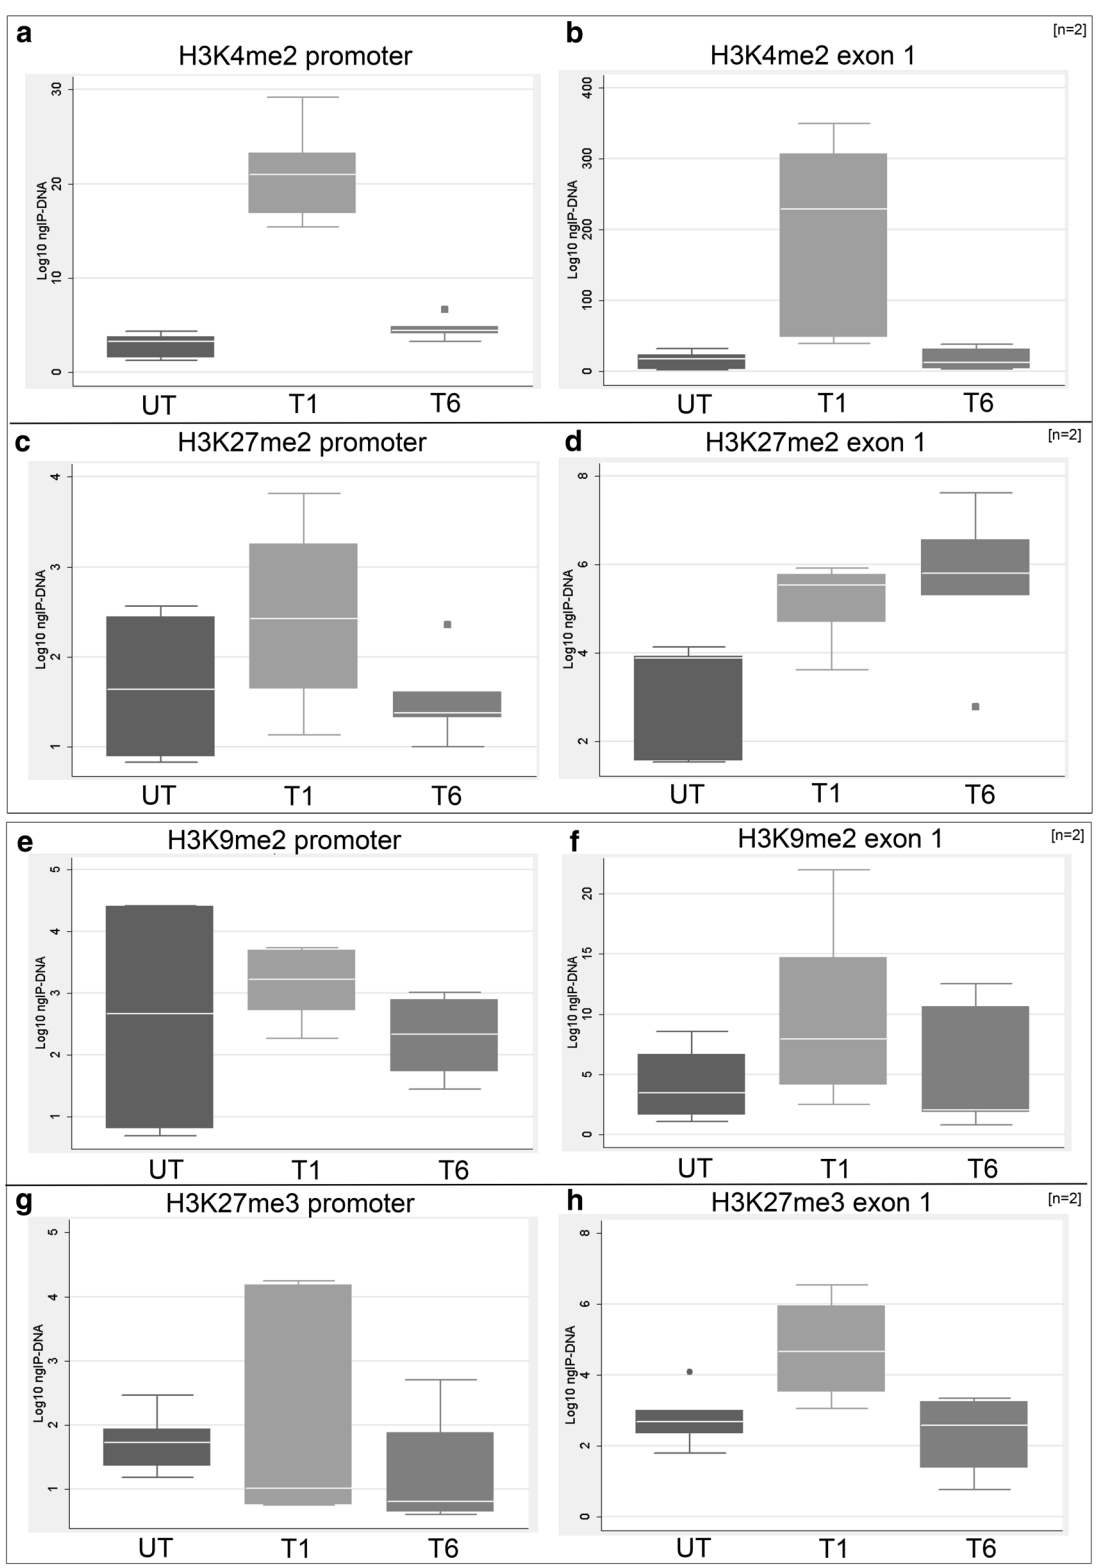 a
H3K4me2 promoter
Log10 ngIP-DNA
30
20
10
0
UT T1 T6
b
[n=2]
H3K4me2 exon 1
Log10 ngIP-DNA
400
300
200
100
0
UT T1 T6
c
H3K27me2 promoter
Log10 ngIP-DNA
4
3
2
1
UT T1 T6
d
[n=2]
H3K27me2 exon 1
Log10 ngIP-DNA
8
6
4
2
UT T1 T6
e
H3K9me2 promoter
Log10 ngIP-DNA
5
4
3
2
1
UT T1 T6
f
[n=2]
H3K9me2 exon 1
Log10 ngIP-DNA
20
15
10
5
0
UT T1 T6
g
H3K27me3 promoter
Log10 ngIP-DNA
5
4
3
2
1
UT T1 T6
h
[n=2]
H3K27me3 exon 1
Log10 ngIP-DNA
8
6
4
2
0
UT T1 T6